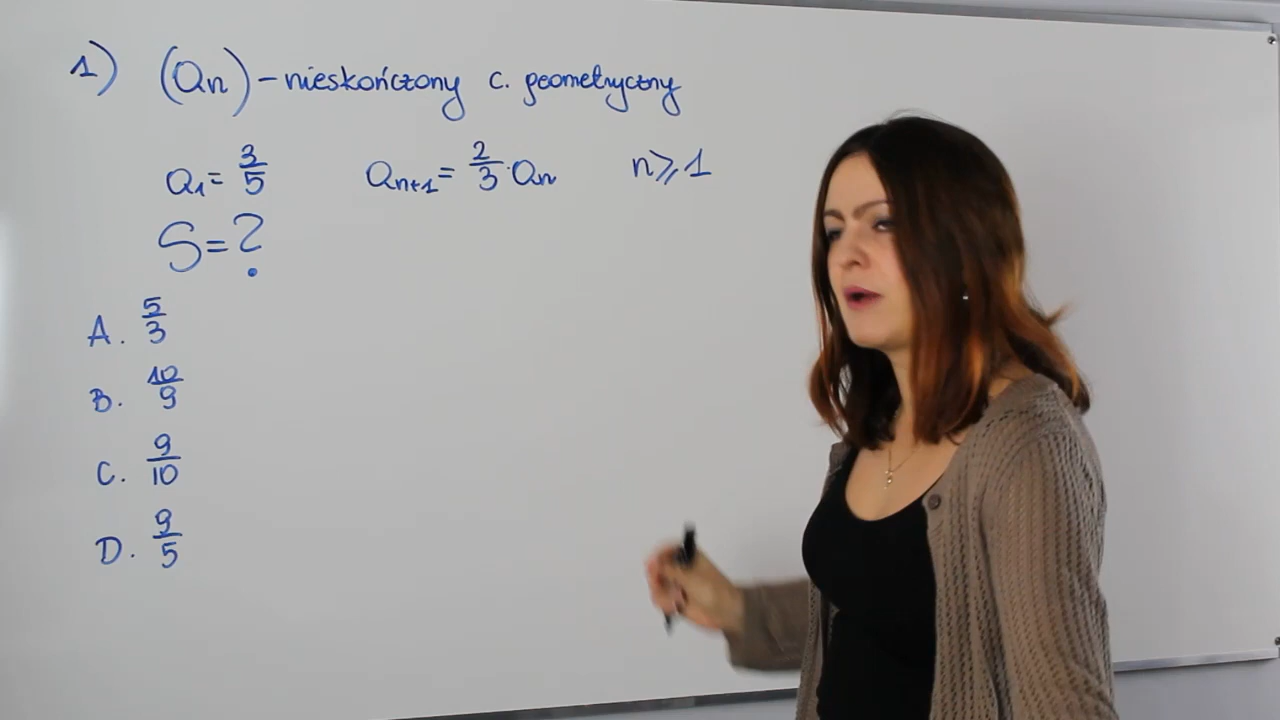 1) (an) – nieskończony c. geometryczny
a₁ = 3/5 aₙ₊₁ = 2/3 · aₙ n ⩾ 1
S = ?
A. 5/3
B. 10/9
C. 9/10
D. 9/5